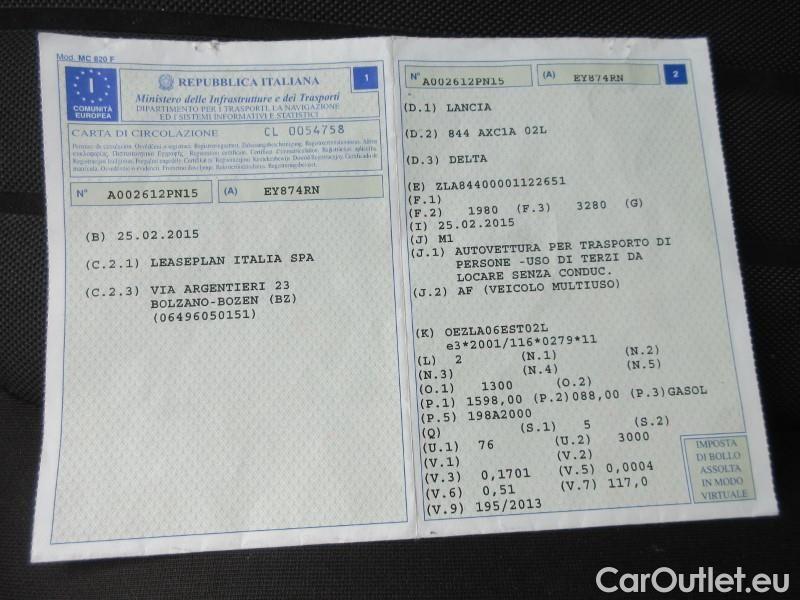 Mod. MC 820 F
I
COMUNITÀ
EUROPEA
REPUBBLICA ITALIANA
1
Ministero delle Infrastrutture e dei Trasporti
DIPARTIMENTO PER I TRASPORTI, LA NAVIGAZIONE
ED I SISTEMI INFORMATIVI E STATISTICI
CARTA DI CIRCOLAZIONE CL 0054758
N° A002612PN15 (A) EY874RN
(B) 25.02.2015
(C.2.1) LEASEPLAN ITALIA SPA
(C.2.3) VIA ARGENTIERI 23
BOLZANO-BOZEN (BZ)
(06496050151)
N° A002612PN15 (A) EY874RN 2
(D.1) LANCIA
(D.2) 844 AXC1A 02L
(D.3) DELTA
(E) ZLA84400001122651
(F.1)
(F.2) 1980 (F.3) 3280 (G)
(I) 25.02.2015
(J) M1
(J.1) AUTOVETTURA PER TRASPORTO DI
PERSONE -USO DI TERZI DA
LOCARE SENZA CONDUC.
(J.2) AF (VEICOLO MULTIUSO)
(K) OEZLA06EST02L
e3*2001/116*0279*11
(L) 2 (N.1) (N.2)
(N.3) (N.4) (N.5)
(O.1) 1300 (O.2)
(P.1) 1598,00 (P.2)088,00 (P.3)GASOL
(P.5) 198A2000
(Q) (S.1) 5 (S.2)
(U.1) 76 (U.2) 3000
(V.1) (V.2)
(V.3) 0,1701 (V.5) 0,0004
(V.6) 0,51 (V.7) 117,0
(V.9) 195/2013
IMPOSTA
DI BOLLO
ASSOLTA
IN MODO
VIRTUALE
CarOutlet.eu